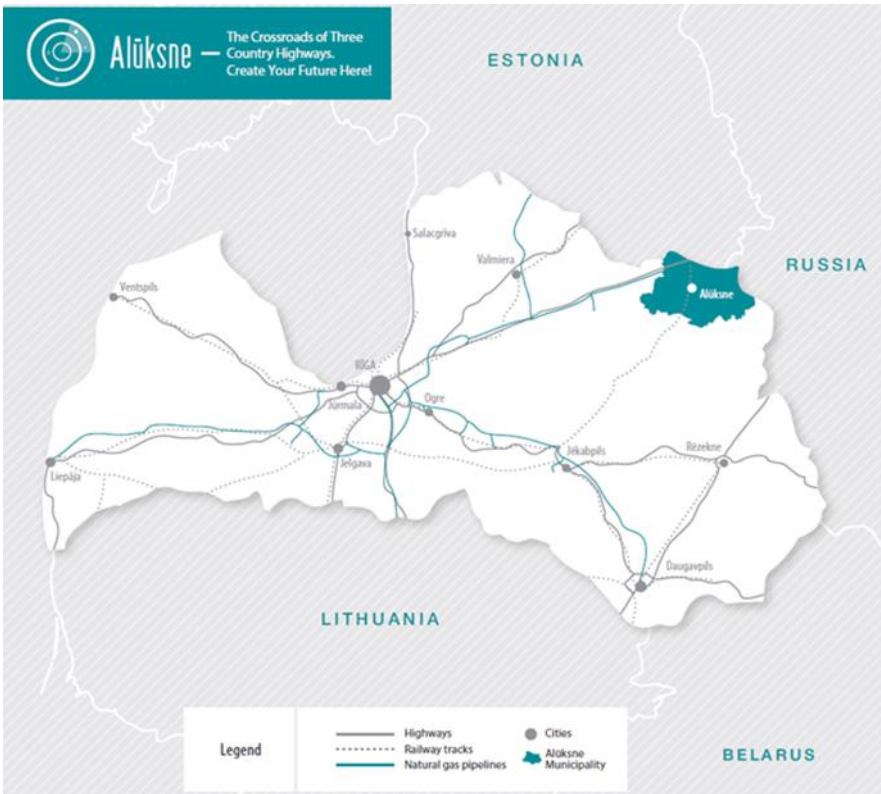 Alūksne —
The Crossroads of Three
Country Highways.
Create Your Future Here!
ESTONIA
RUSSIA
Salacgriva
Valmiera
Ventspils
Alūksne
RĪGA
Jūrmala
Ogre
Jēkabpils
Rēzekne
Liepāja
Jelgava
Daugavpils
LITHUANIA
BELARUS
Legend
Highways
Railway tracks
Natural gas pipelines
Cities
Alūksne
Municipality